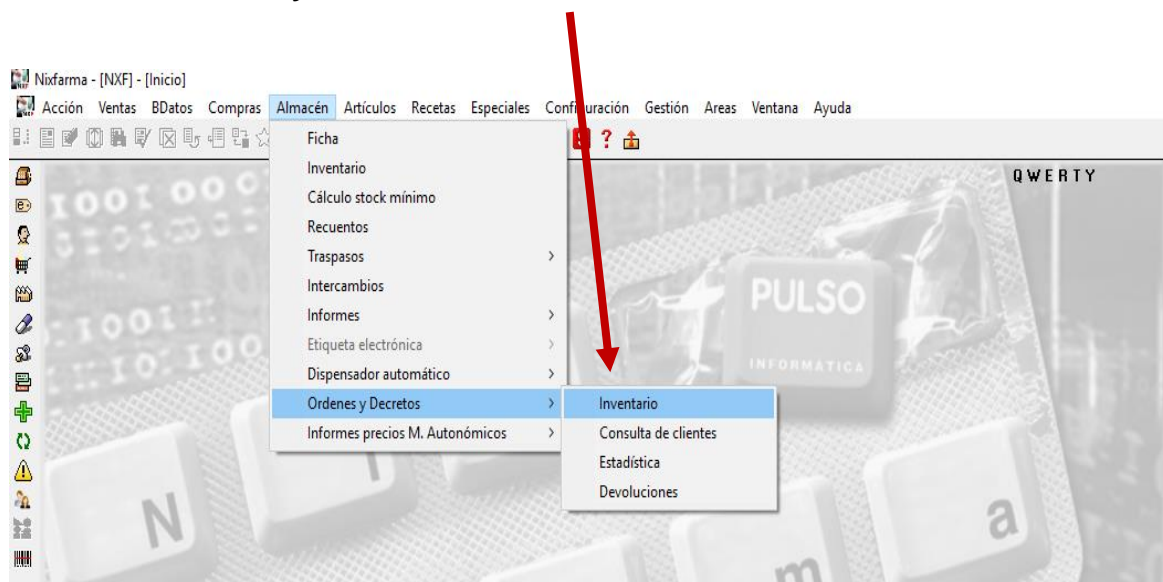 Nixfarma - [NXF] - [Inicio]
Acción Ventas BDatos Compras Almacén Artículos Recetas Especiales Configuración Gestión Areas Ventana Ayuda
Ficha
Inventario
Cálculo stock mínimo
Recuentos
Traspasos
Intercambios
Informes
Etiqueta electrónica
Dispensador automático
Ordenes y Decretos
Informes precios M. Autonómicos
Inventario
Consulta de clientes
Estadística
Devoluciones
QWERTY
PULSO
INFORMATICA
N
i
m
a